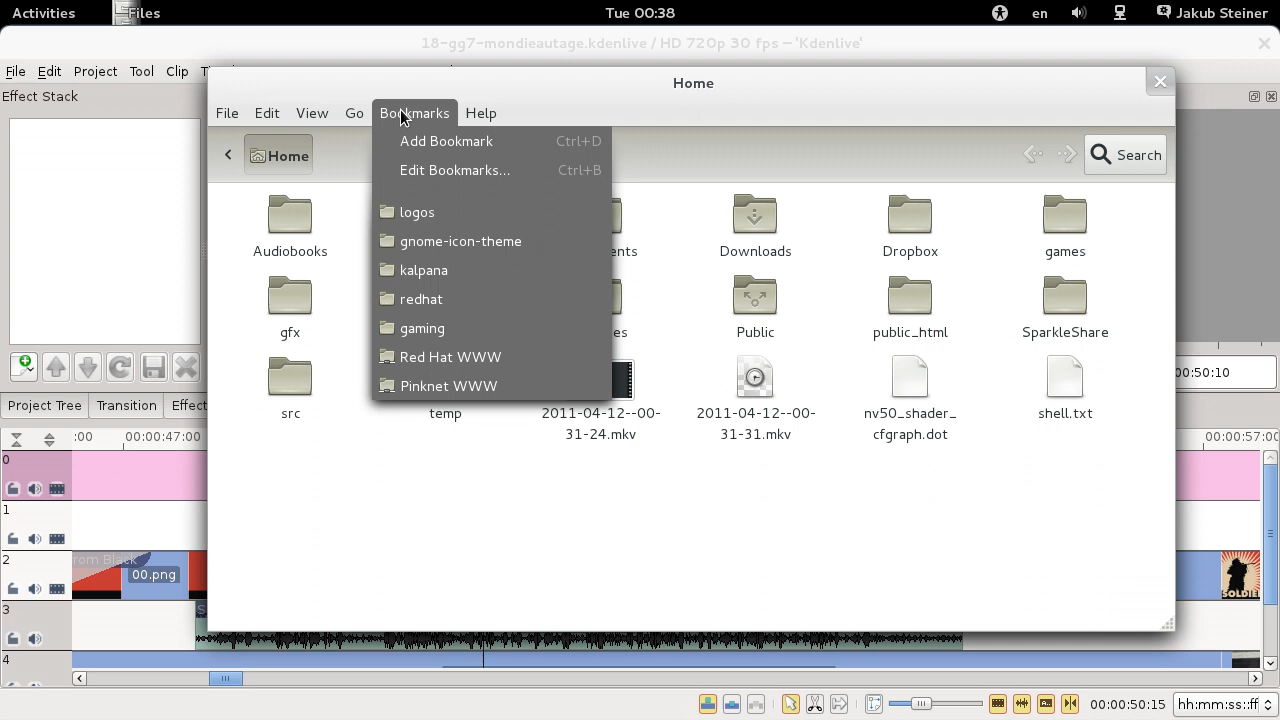 Activities Files Tue 00:38 en Jakub Steiner
18-gg7-mondieautage.kdenlive / HD 720p 30 fps – 'Kdenlive'
File Edit Project Tool Clip T
Effect Stack
Home
File Edit View Go Bookmarks Help
Home Search
Add Bookmark Ctrl+D
Edit Bookmarks... Ctrl+B
logos
gnome-icon-theme
kalpana
redhat
gaming
Red Hat WWW
Pinknet WWW
Audiobooks ents Downloads Dropbox games
gfx es Public public_html SparkleShare
src temp 2011-04-12--00-31-24.mkv 2011-04-12--00-31-31.mkv nv50_shader_cfgraph.dot shell.txt
00:50:10
Project Tree Transition Effect
:00 00:00:47:00 00:00:57:00
0
1
2
rom Black
00.png
SOLDIE
3
S
4
00:00:50:15 hh:mm:ss::ff